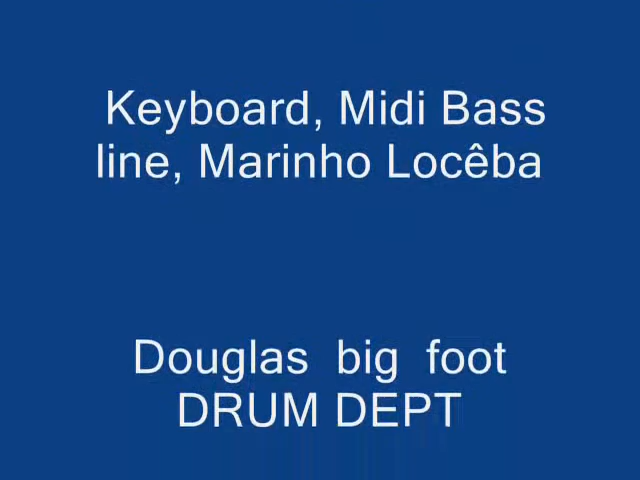 Keyboard, Midi Bass
line, Marinho Locêba
Douglas big foot
DRUM DEPT